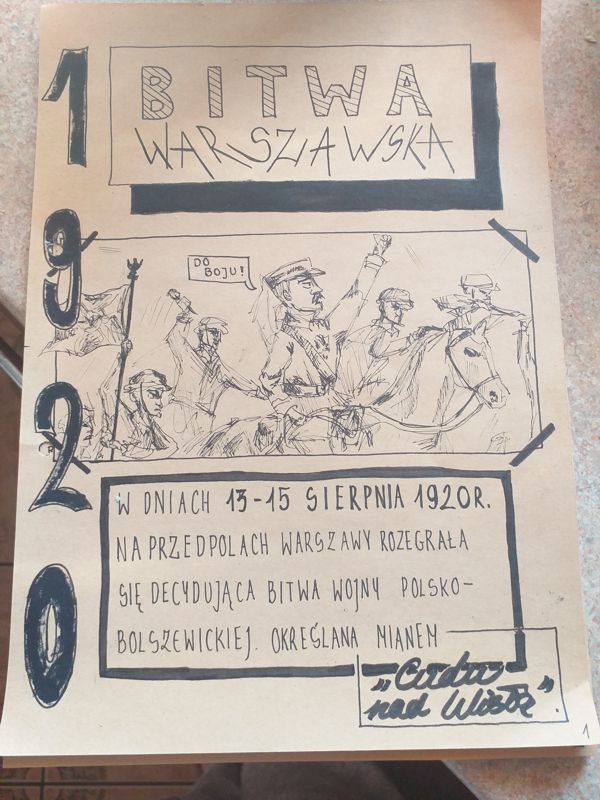 1920
BITWA
WARSZAWSKA
DO
BOJU!
W DNIACH 13-15 SIERPNIA 1920R.
NA PRZEDPOLACH WARSZAWY ROZEGRAŁA
SIĘ DECYDUJĄCA BITWA WOJNY POLSKO-
BOLSZEWICKIEJ. OKREŚLANA MIANEM
„Cudu
nad Wisłą".
1